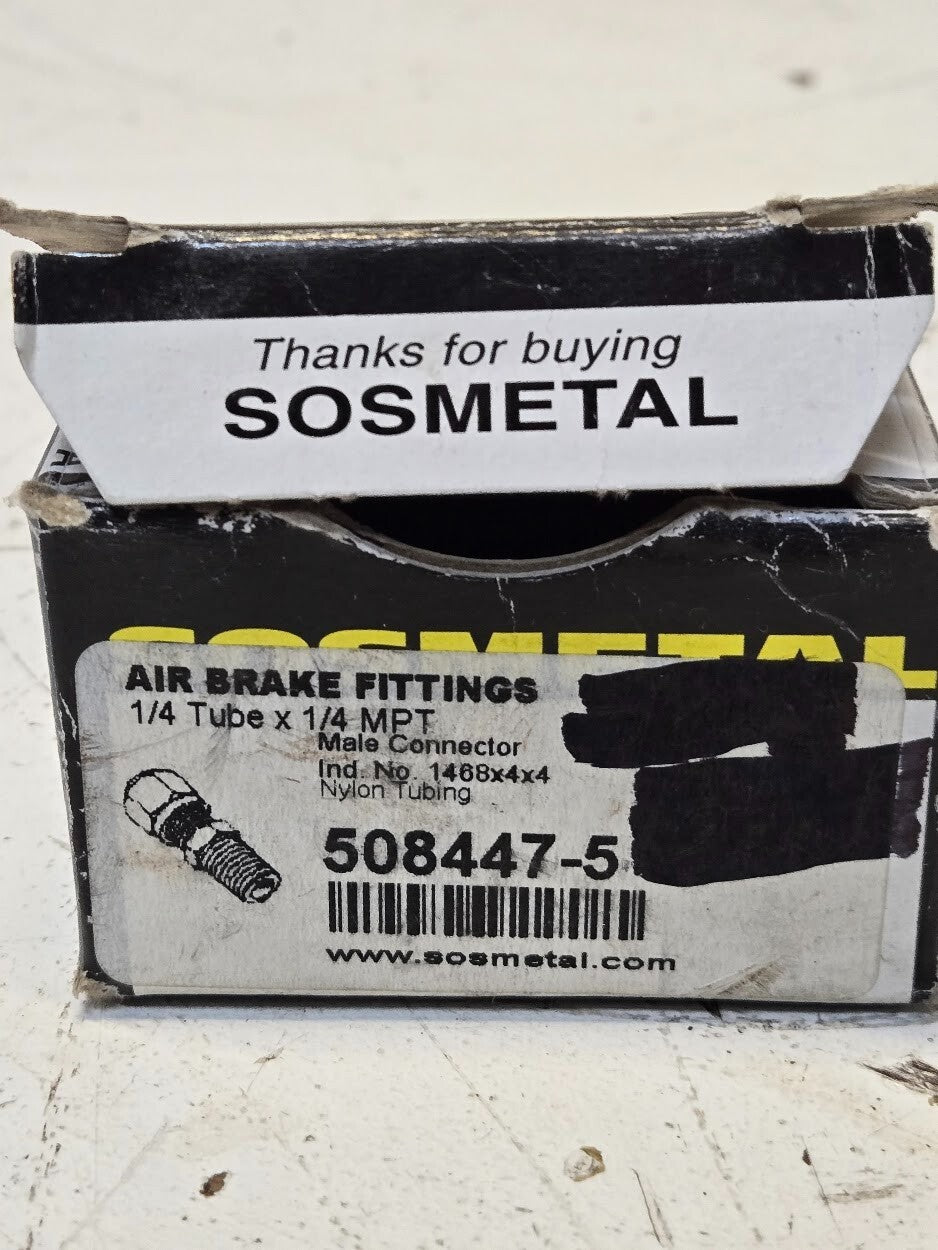 Thanks for buying
SOSMETAL
SOSMETAL
AIR BRAKE FITTINGS
1/4 Tube x 1/4 MPT
Male Connector
Ind. No. 1468x4x4
Nylon Tubing
508447-5
www.sosmetal.com